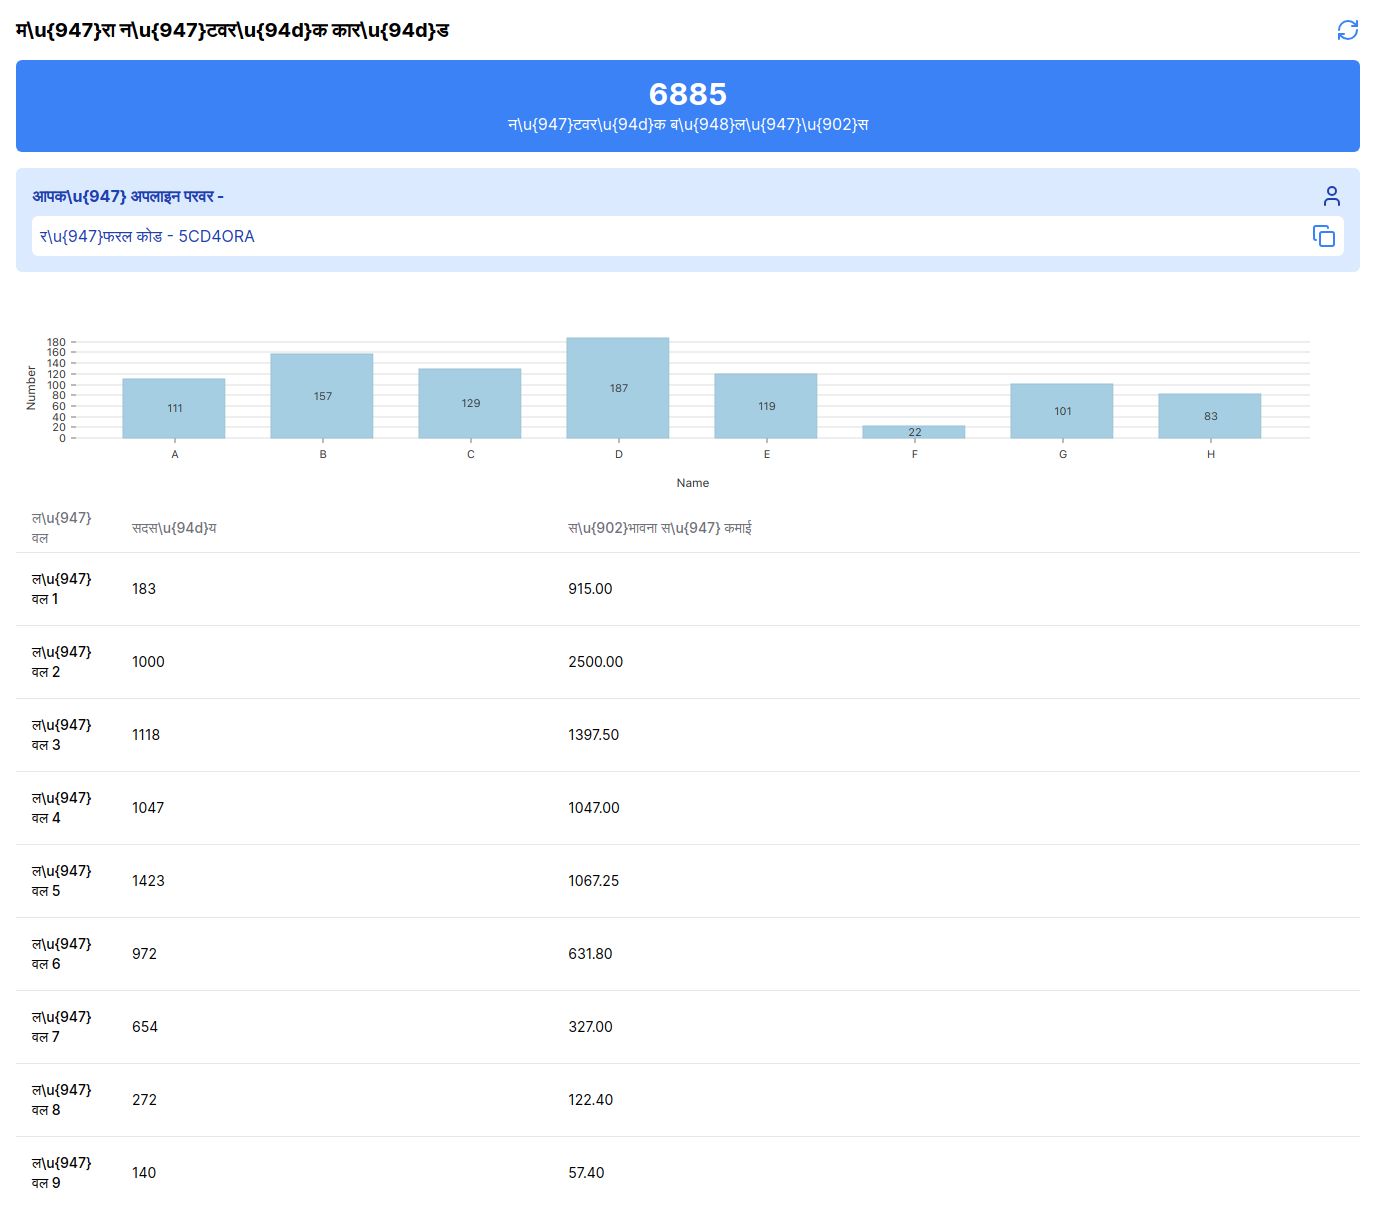 म\u{947}रा न\u{947}टवर\u{94d}क कार\u{94d}ड
6885
न\u{947}टवर\u{94d}क ब\u{948}ल\u{947}\u{902}स
आपक\u{947} अपलाइन परवर -
र\u{947}फरल कोड - 5CD4ORA
180
160
140
120
100
80
60
40
20
0
Number
111
157
129
187
119
22
101
83
A B C D E F G H
Name
ल\u{947}
वल
सदस\u{94d}य
स\u{902}भावना स\u{947} कमाई
ल\u{947}
वल 1
183
915.00
ल\u{947}
वल 2
1000
2500.00
ल\u{947}
वल 3
1118
1397.50
ल\u{947}
वल 4
1047
1047.00
ल\u{947}
वल 5
1423
1067.25
ल\u{947}
वल 6
972
631.80
ल\u{947}
वल 7
654
327.00
ल\u{947}
वल 8
272
122.40
ल\u{947}
वल 9
140
57.40